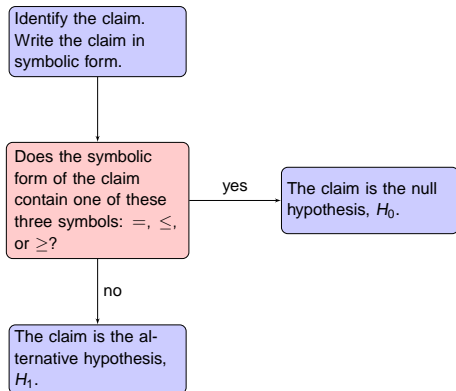 Identify the claim.
Write the claim in
symbolic form.
Does the symbolic
form of the claim
contain one of these
three symbols: =, ≤,
or ≥?
yes
The claim is the null
hypothesis, H₀.
no
The claim is the al-
ternative hypothesis,
H₁.